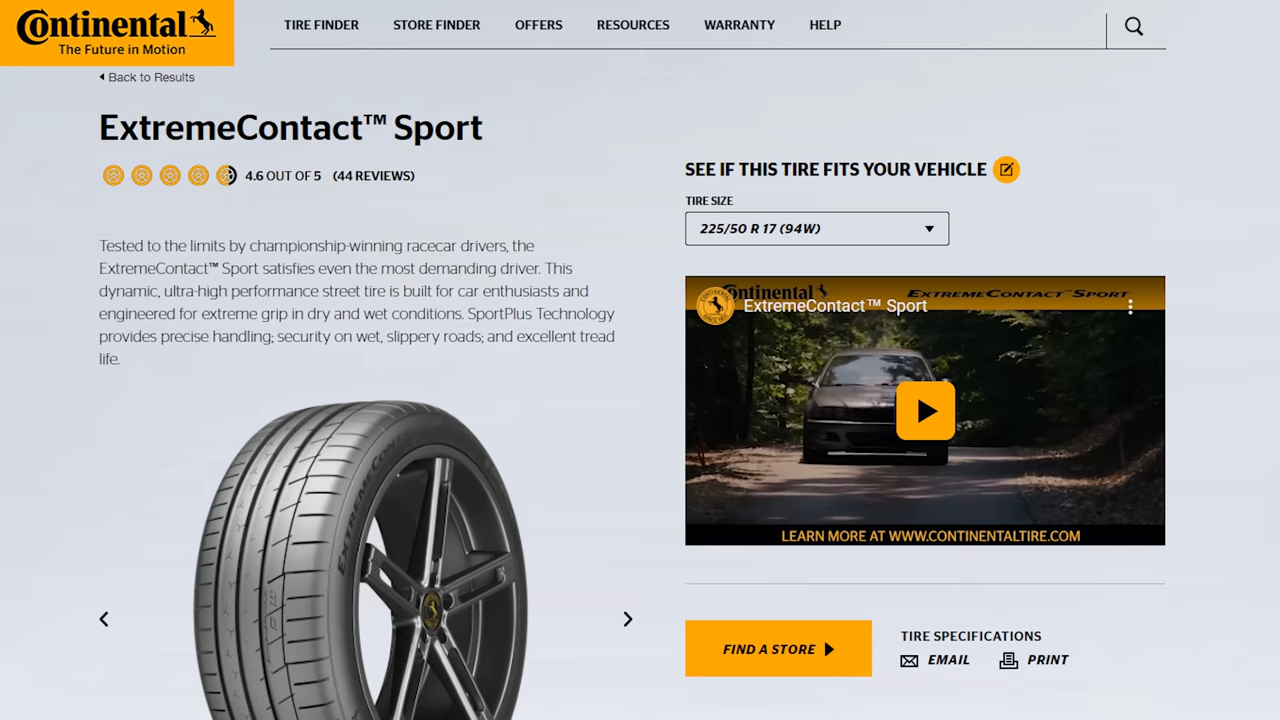 Continental
The Future in Motion
TIRE FINDER
STORE FINDER
OFFERS
RESOURCES
WARRANTY
HELP
Back to Results
ExtremeContact™ Sport
4.6 OUT OF 5 (44 REVIEWS)
Tested to the limits by championship-winning racecar drivers, the
ExtremeContact™ Sport satisfies even the most demanding driver. This
dynamic, ultra-high performance street tire is built for car enthusiasts and
engineered for extreme grip in dry and wet conditions. SportPlus Technology
provides precise handling; security on wet, slippery roads; and excellent tread
life.
SEE IF THIS TIRE FITS YOUR VEHICLE
TIRE SIZE
225/50 R 17 (94W)
Continental
EXTREMECONTACT™SPORT
CONTINENTAL
ExtremeContact™ Sport
LEARN MORE AT WWW.CONTINENTALTIRE.COM
FIND A STORE
TIRE SPECIFICATIONS
EMAIL
PRINT